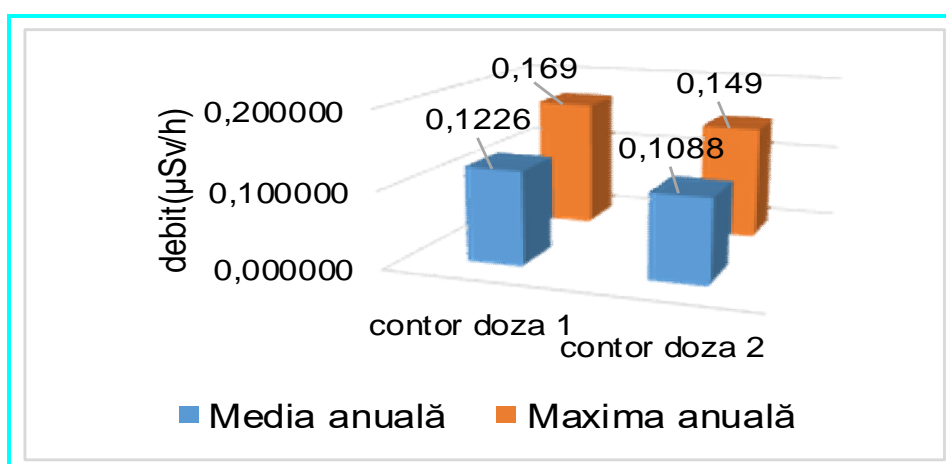 debit(µSv/h)
0,200000
0,100000
0,000000
0,169
0,1226
0,149
0,1088
contor doza 1
contor doza 2
Media anuală
Maxima anuală